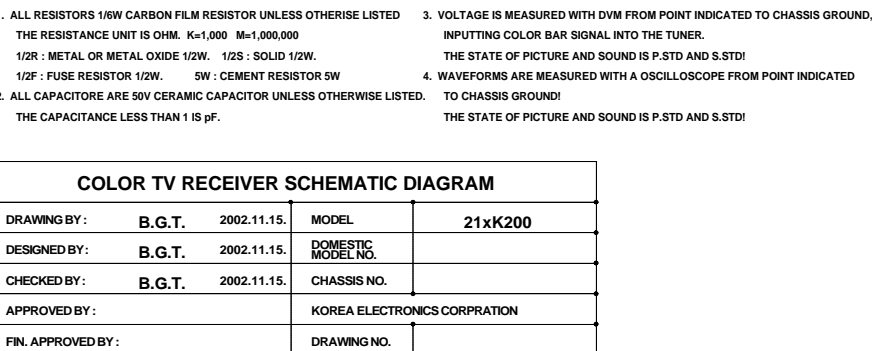 . ALL RESISTORS 1/6W CARBON FILM RESISTOR UNLESS OTHERISE LISTED
THE RESISTANCE UNIT IS OHM. K=1,000 M=1,000,000
1/2R : METAL OR METAL OXIDE 1/2W. 1/2S : SOLID 1/2W.
1/2F : FUSE RESISTOR 1/2W. 5W : CEMENT RESISTOR 5W
2. ALL CAPACITORE ARE 50V CERAMIC CAPACITOR UNLESS OTHERWISE LISTED.
THE CAPACITANCE LESS THAN 1 IS pF.
3. VOLTAGE IS MEASURED WITH DVM FROM POINT INDICATED TO CHASSIS GROUND,
INPUTTING COLOR BAR SIGNAL INTO THE TUNER.
THE STATE OF PICTURE AND SOUND IS P.STD AND S.STD!
4. WAVEFORMS ARE MEASURED WITH A OSCILLOSCOPE FROM POINT INDICATED
TO CHASSIS GROUND!
THE STATE OF PICTURE AND SOUND IS P.STD AND S.STD!
COLOR TV RECEIVER SCHEMATIC DIAGRAM
DRAWING BY : B.G.T. 2002.11.15. MODEL 21xK200
DESIGNED BY : B.G.T. 2002.11.15. DOMESTIC
MODEL NO.
CHECKED BY : B.G.T. 2002.11.15. CHASSIS NO.
APPROVED BY : KOREA ELECTRONICS CORPRATION
FIN. APPROVED BY : DRAWING NO.